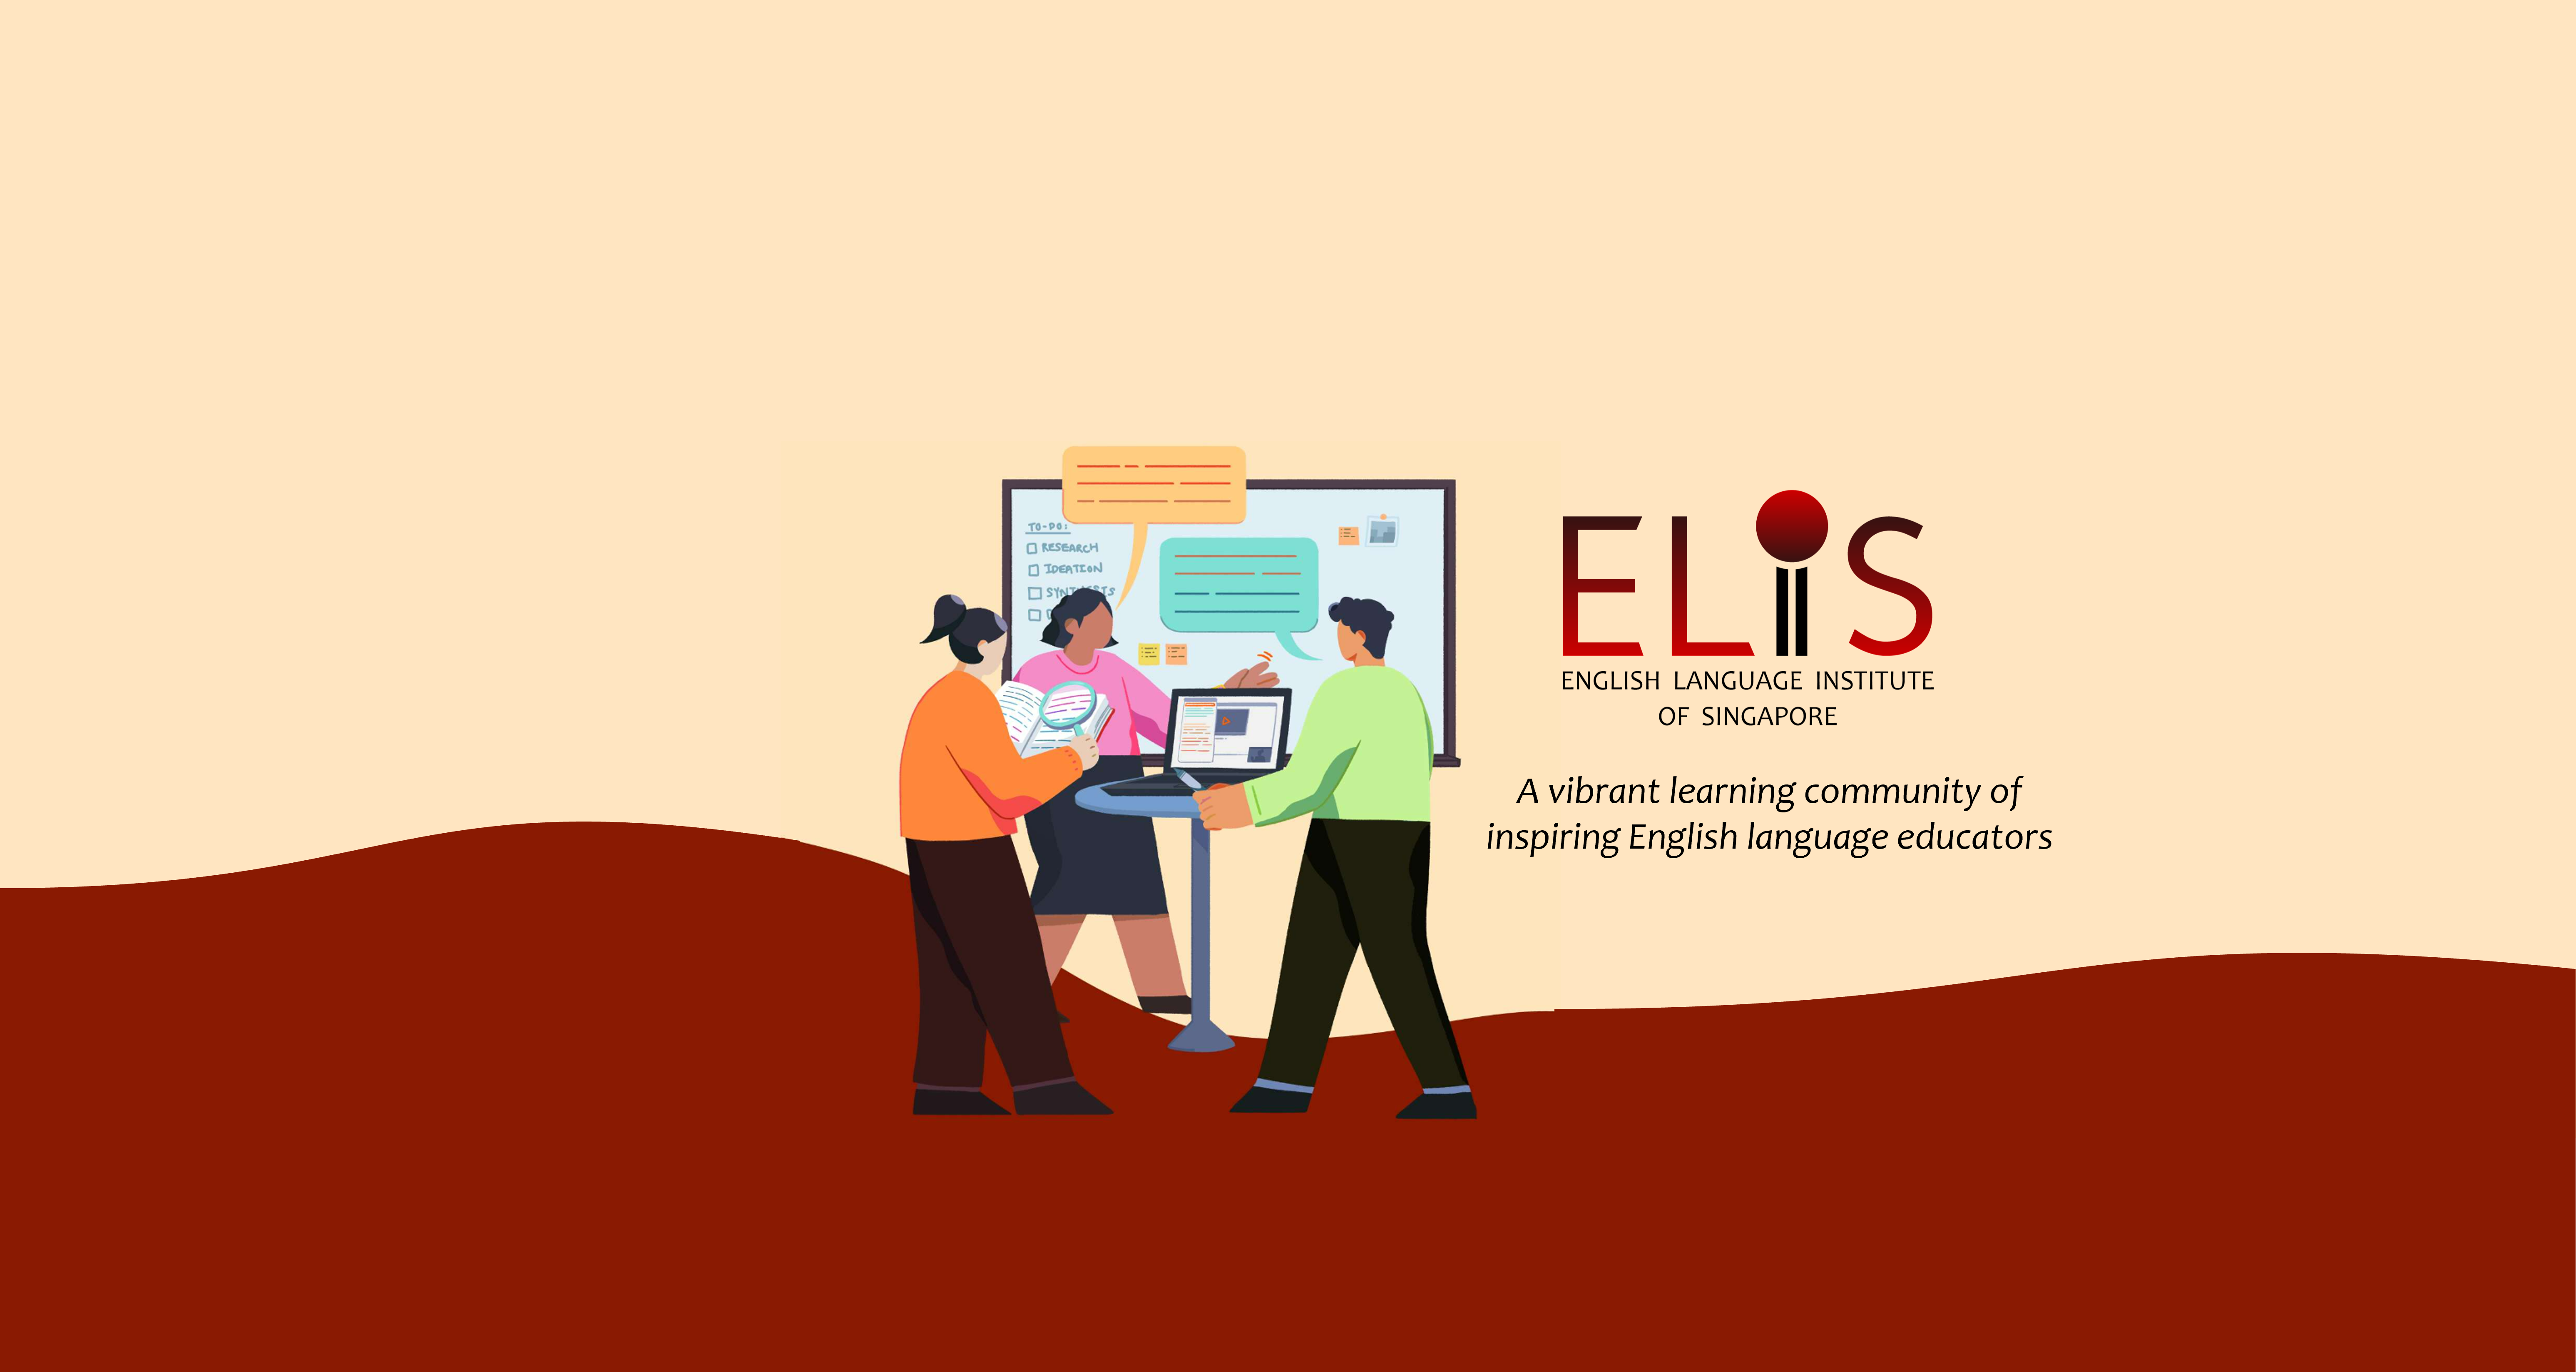 TO-DO:
RESEARCH
IDEATION
ELiS
ENGLISH LANGUAGE INSTITUTE
OF SINGAPORE
A vibrant learning community of
inspiring English language educators